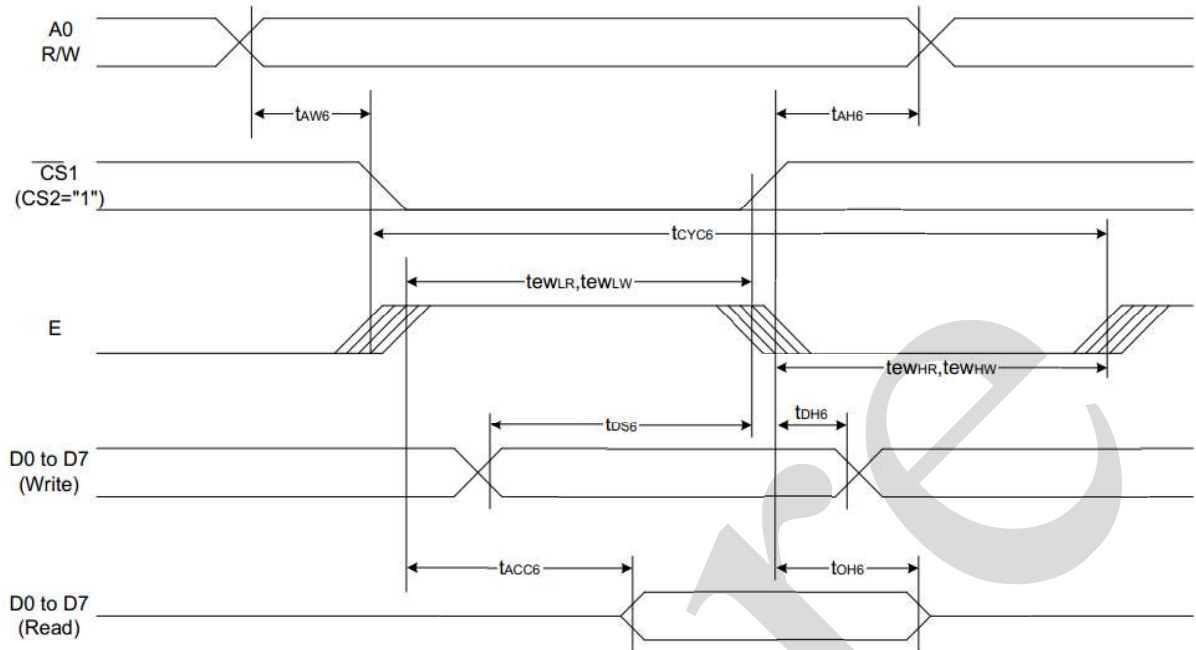 A0
R/W
tAW6
tAH6
CS1
(CS2="1")
tCYC6
tewLR,tewLW
E
tewHR,tewHW
tDS6
tDH6
D0 to D7
(Write)
tACC6
tOH6
D0 to D7
(Read)
re